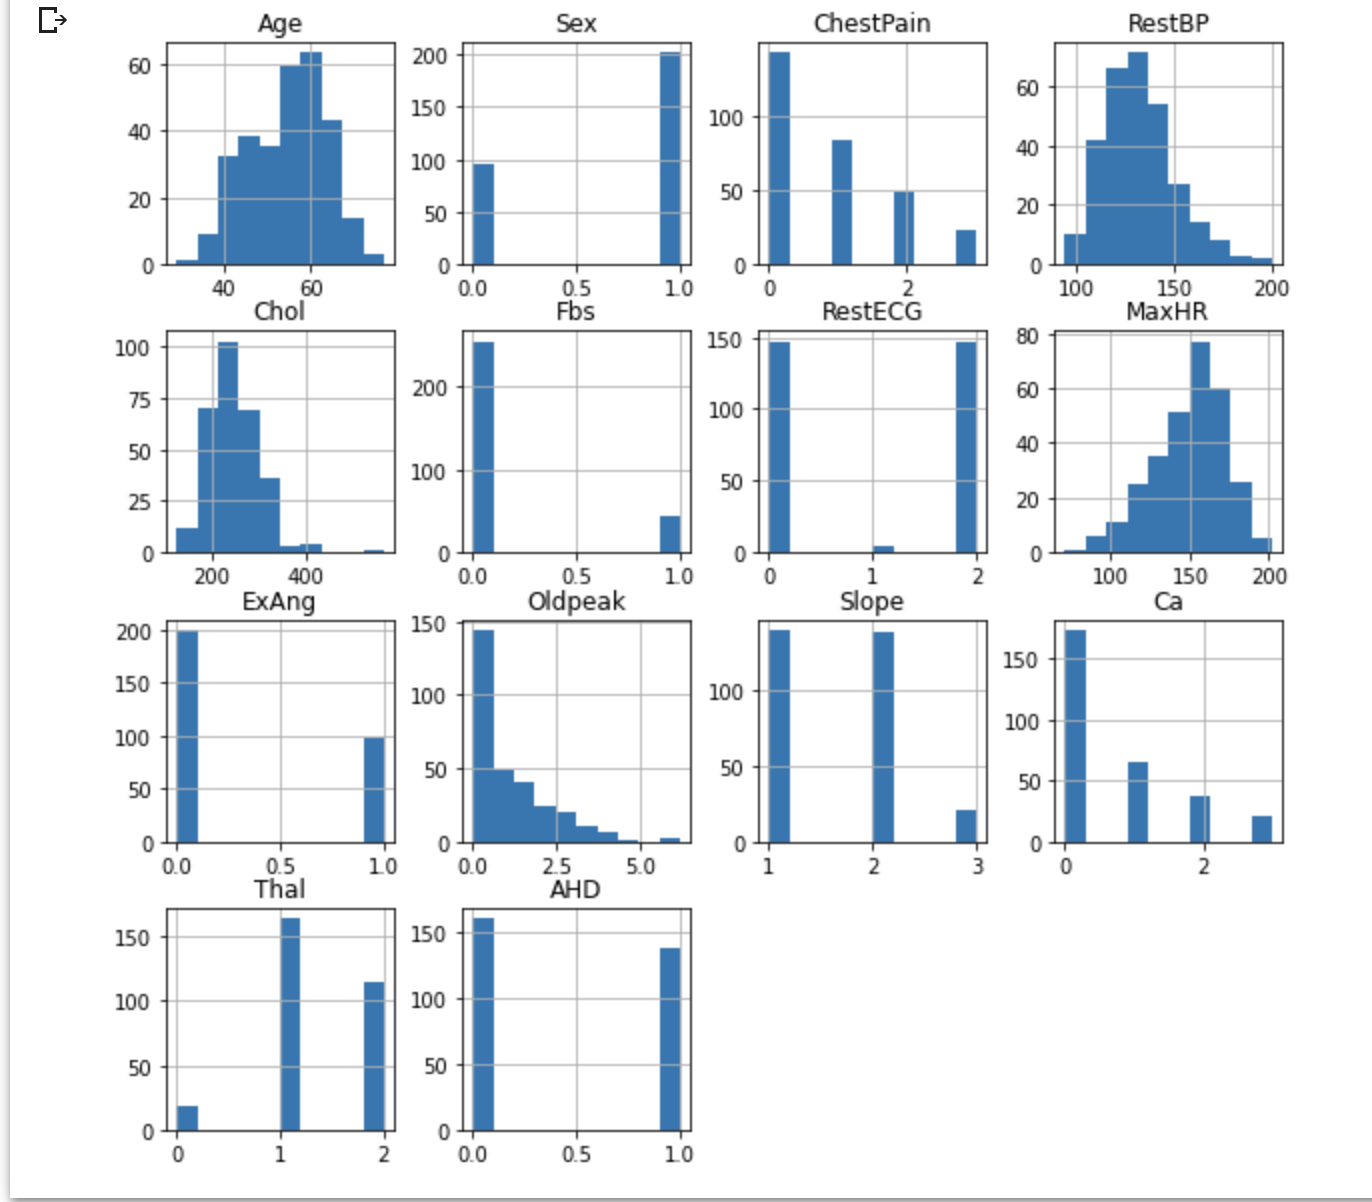 Age Sex ChestPain RestBP
60 40 20 0
40 60
200 150 100 50 0
0.0 0.5 1.0
100 50 0
0 2
60 40 20 0
100 150 200
Chol Fbs RestECG MaxHR
100 75 50 25 0
200 400
200 100 0
0.0 0.5 1.0
150 100 50 0
0 1 2
80 60 40 20 0
100 150 200
ExAng Oldpeak Slope Ca
200 150 100 50 0
0.0 0.5 1.0
150 100 50 0
0.0 2.5 5.0
100 50 0
1 2 3
150 100 50 0
0 2
Thal AHD
150 100 50 0
0 1 2
150 100 50 0
0.0 0.5 1.0